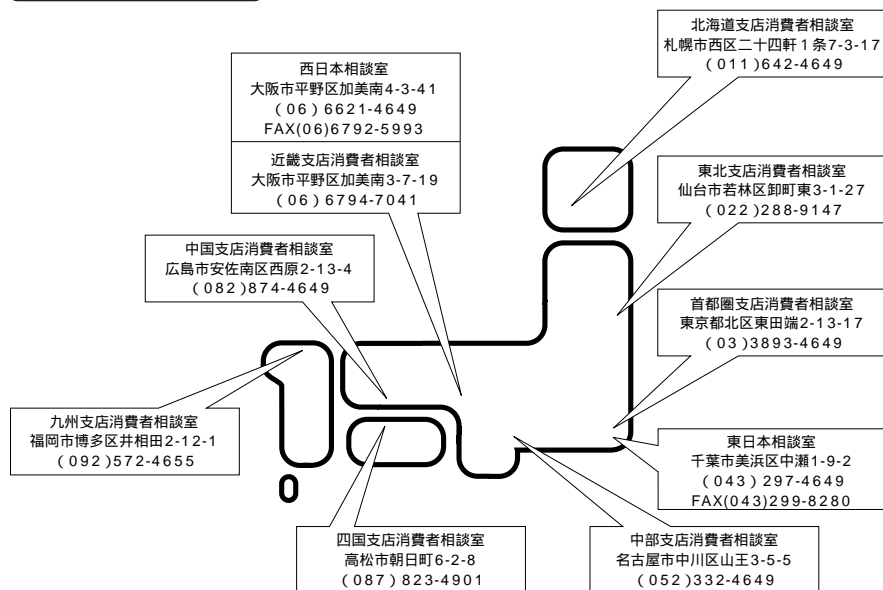 北海道支店消費者相談室
札幌市西区二十四軒1条7-3-17
(011)642-4649
西日本相談室
大阪市平野区加美南4-3-41
(06)6621-4649
FAX(06)6792-5993
近畿支店消費者相談室
大阪市平野区加美南3-7-19
(06)6794-7041
東北支店消費者相談室
仙台市若林区卸町東3-1-27
(022)288-9147
中国支店消費者相談室
広島市安佐南区西原2-13-4
(082)874-4649
首都圏支店消費者相談室
東京都北区東田端2-13-17
(03)3893-4649
九州支店消費者相談室
福岡市博多区井相田2-12-1
(092)572-4655
東日本相談室
千葉市美浜区中瀬1-9-2
(043)297-4649
FAX(043)299-8280
四国支店消費者相談室
高松市朝日町6-2-8
(087)823-4901
中部支店消費者相談室
名古屋市中川区山王3-5-5
(052)332-4649